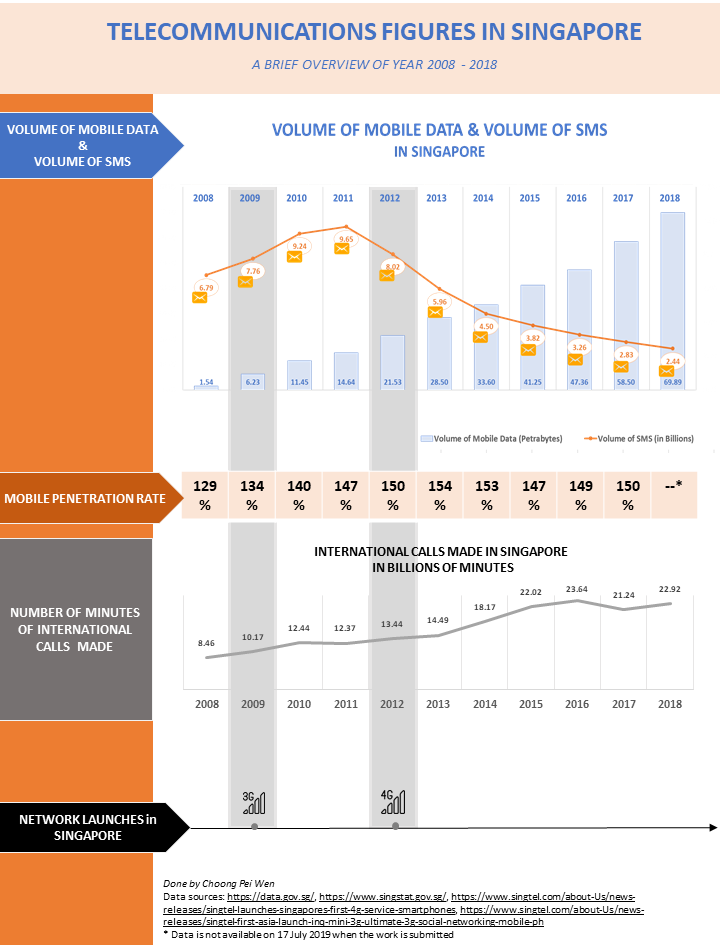 TELECOMMUNICATIONS FIGURES IN SINGAPORE
A BRIEF OVERVIEW OF YEAR 2008 - 2018
VOLUME OF MOBILE DATA
&
VOLUME OF SMS
VOLUME OF MOBILE DATA & VOLUME OF SMS
IN SINGAPORE
2008 2009 2010 2011 2012 2013 2014 2015 2016 2017 2018
6.79 7.76 9.24 9.65 8.02 5.96 4.50 3.82 3.26 2.83 2.44
1.54 6.23 11.45 14.64 21.53 28.50 33.60 41.25 47.36 58.50 69.89
Volume of Mobile Data (Petrabytes) Volume of SMS (in Billions)
MOBILE PENETRATION RATE
129 134 140 147 150 154 153 147 149 150 --*
% % % % % % % % % %
INTERNATIONAL CALLS MADE IN SINGAPORE
IN BILLIONS OF MINUTES
NUMBER OF MINUTES
OF INTERNATIONAL
CALLS MADE
8.46 10.17 12.44 12.37 13.44 14.49 18.17 22.02 23.64 21.24 22.92
2008 2009 2010 2011 2012 2013 2014 2015 2016 2017 2018
3G 4G
NETWORK LAUNCHES in
SINGAPORE
Done by Choong Pei Wen
Data sources: https://data.gov.sg/, https://www.singstat.gov.sg/, https://www.singtel.com/about-Us/news-
releases/singtel-launches-singapores-first-4g-service-smartphones, https://www.singtel.com/about-Us/news-
releases/singtel-first-asia-launch-inq-mini-3g-ultimate-3g-social-networking-mobile-ph
* Data is not available on 17 July 2019 when the work is submitted